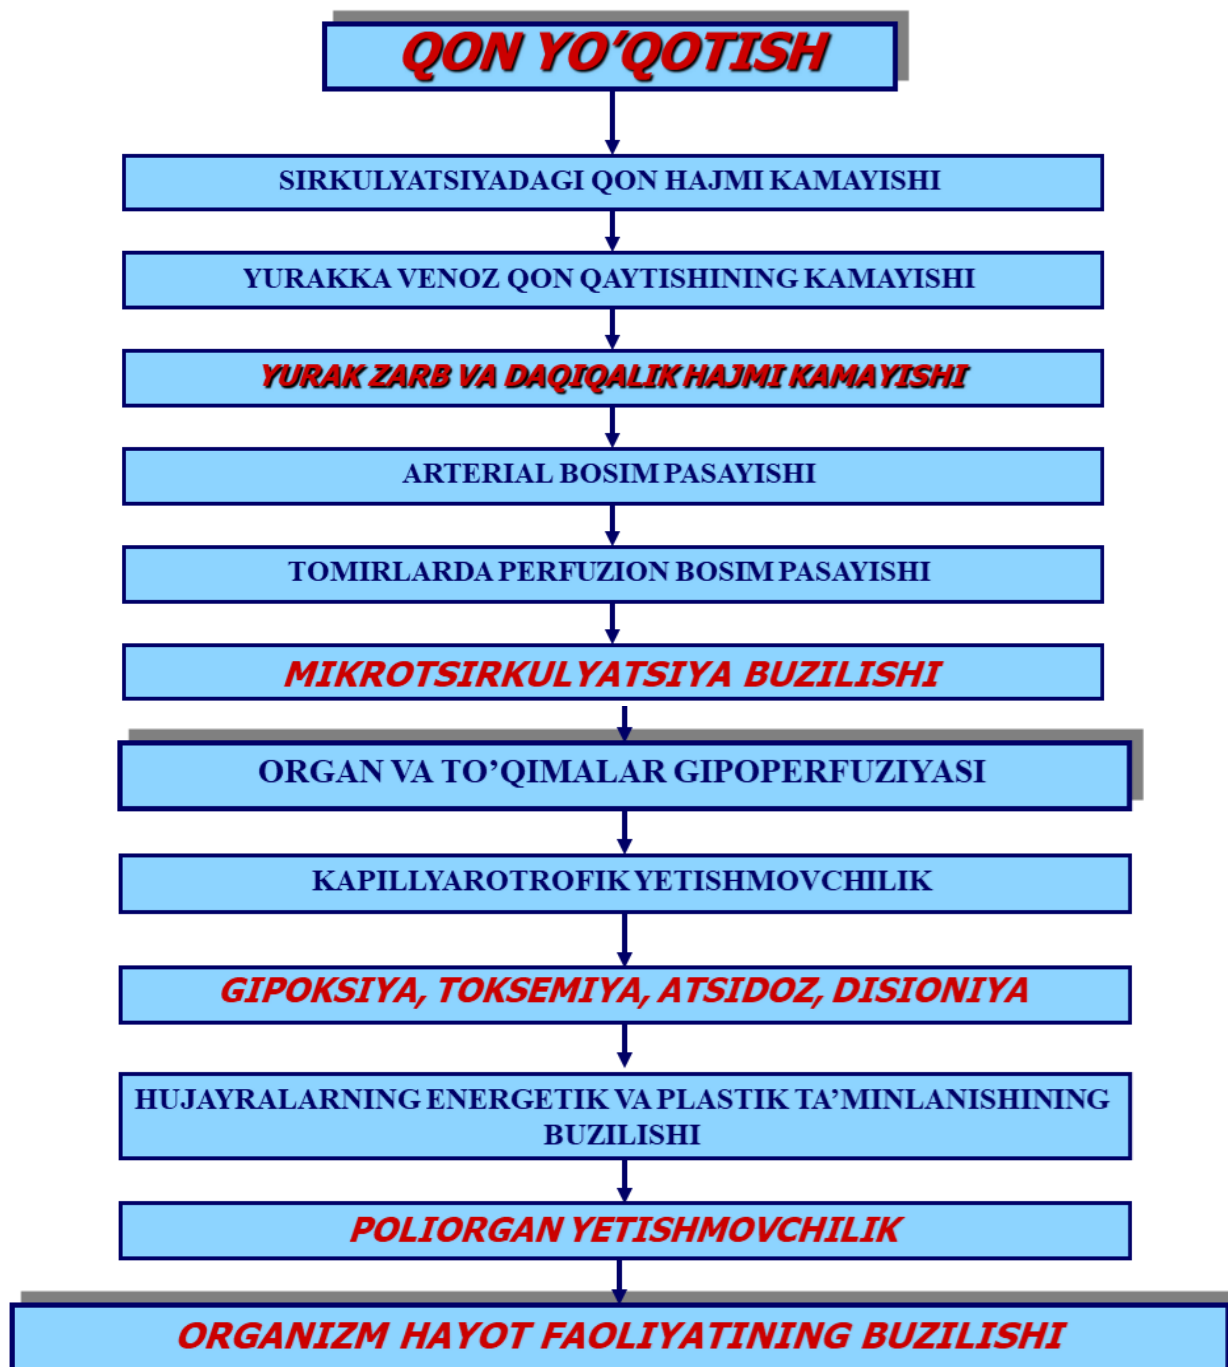 QON YO’QOTISH
SIRKULYATSIYADAGI QON HAJMI KAMAYISHI
YURAKKA VENOZ QON QAYTISHINING KAMAYISHI
YURAK ZARB VA DAQIQALIK HAJMI KAMAYISHI
ARTERIAL BOSIM PASAYISHI
TOMIRLARDA PERFUZION BOSIM PASAYISHI
MIKROTSIRKULYATSIYA BUZILISHI
ORGAN VA TO’QIMALAR GIPOPERFUZIYASI
KAPILLYAROTROFIK YETISHMOVCHILIK
GIPOKSIYA, TOKSEMIYA, ATSIDOZ, DISIONIYA
HUJAYRALARNING ENERGETIK VA PLASTIK TA’MINLANISHINING
BUZILISHI
POLIORGAN YETISHMOVCHILIK
ORGANIZM HAYOT FAOLIYATINING BUZILISHI